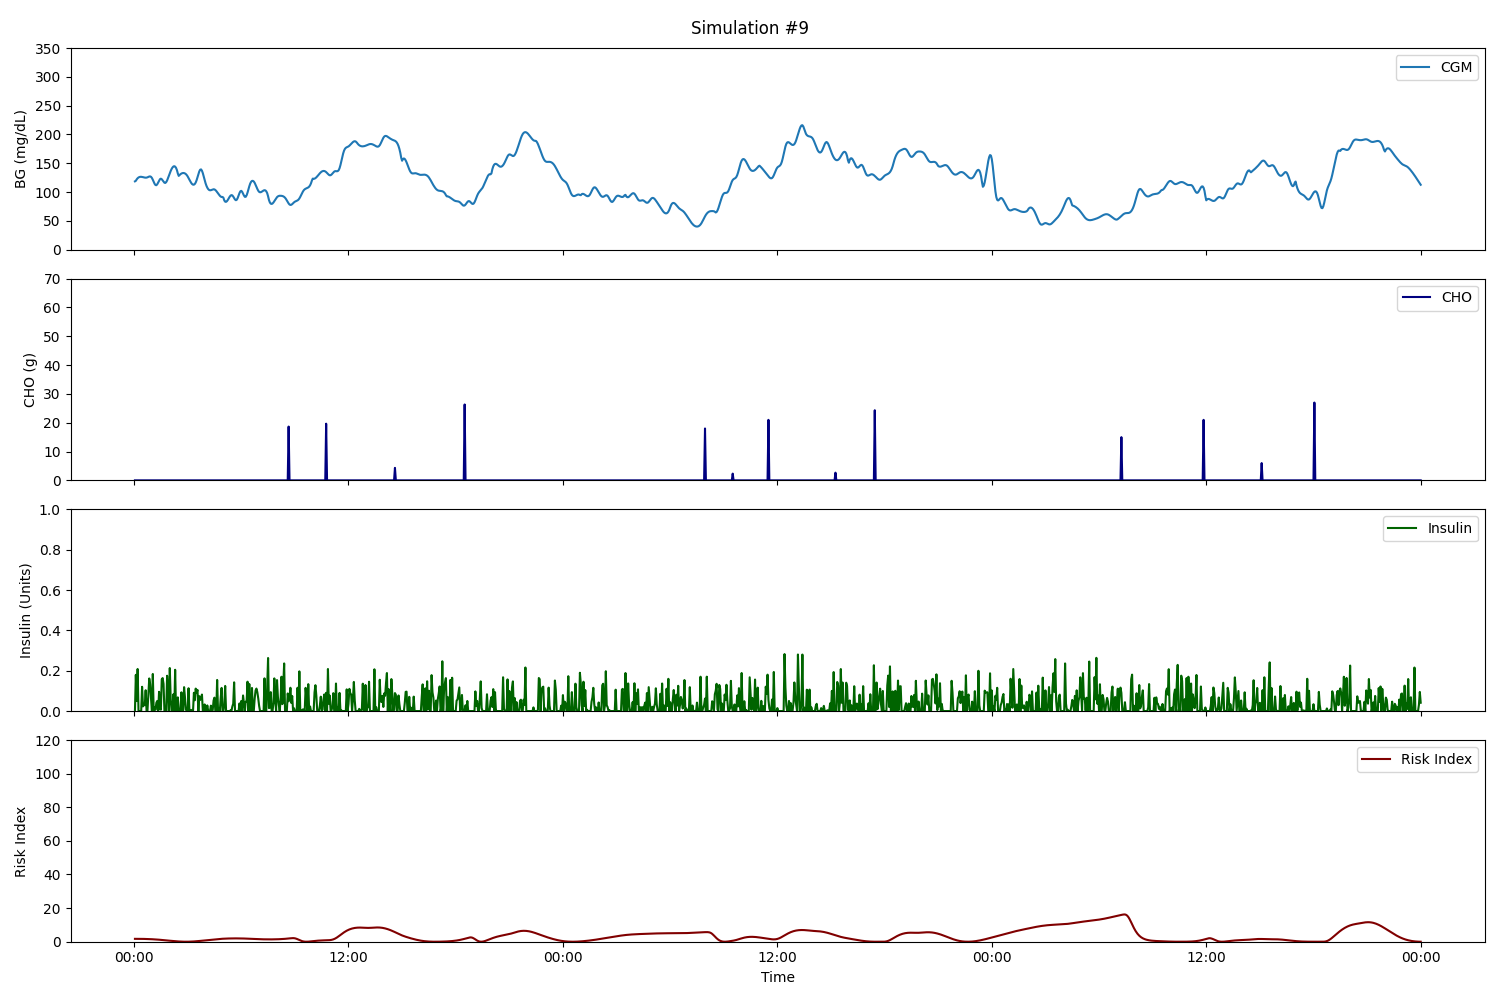 Simulation #9
350
300
250
200
150
100
50
0
BG (mg/dL)
CGM
70
60
50
40
30
20
10
0
CHO (g)
CHO
1.0
0.8
0.6
0.4
0.2
0.0
Insulin (Units)
Insulin
120
100
80
60
40
20
0
Risk Index
Risk Index
00:00 12:00 00:00 12:00 00:00 12:00 00:00
Time